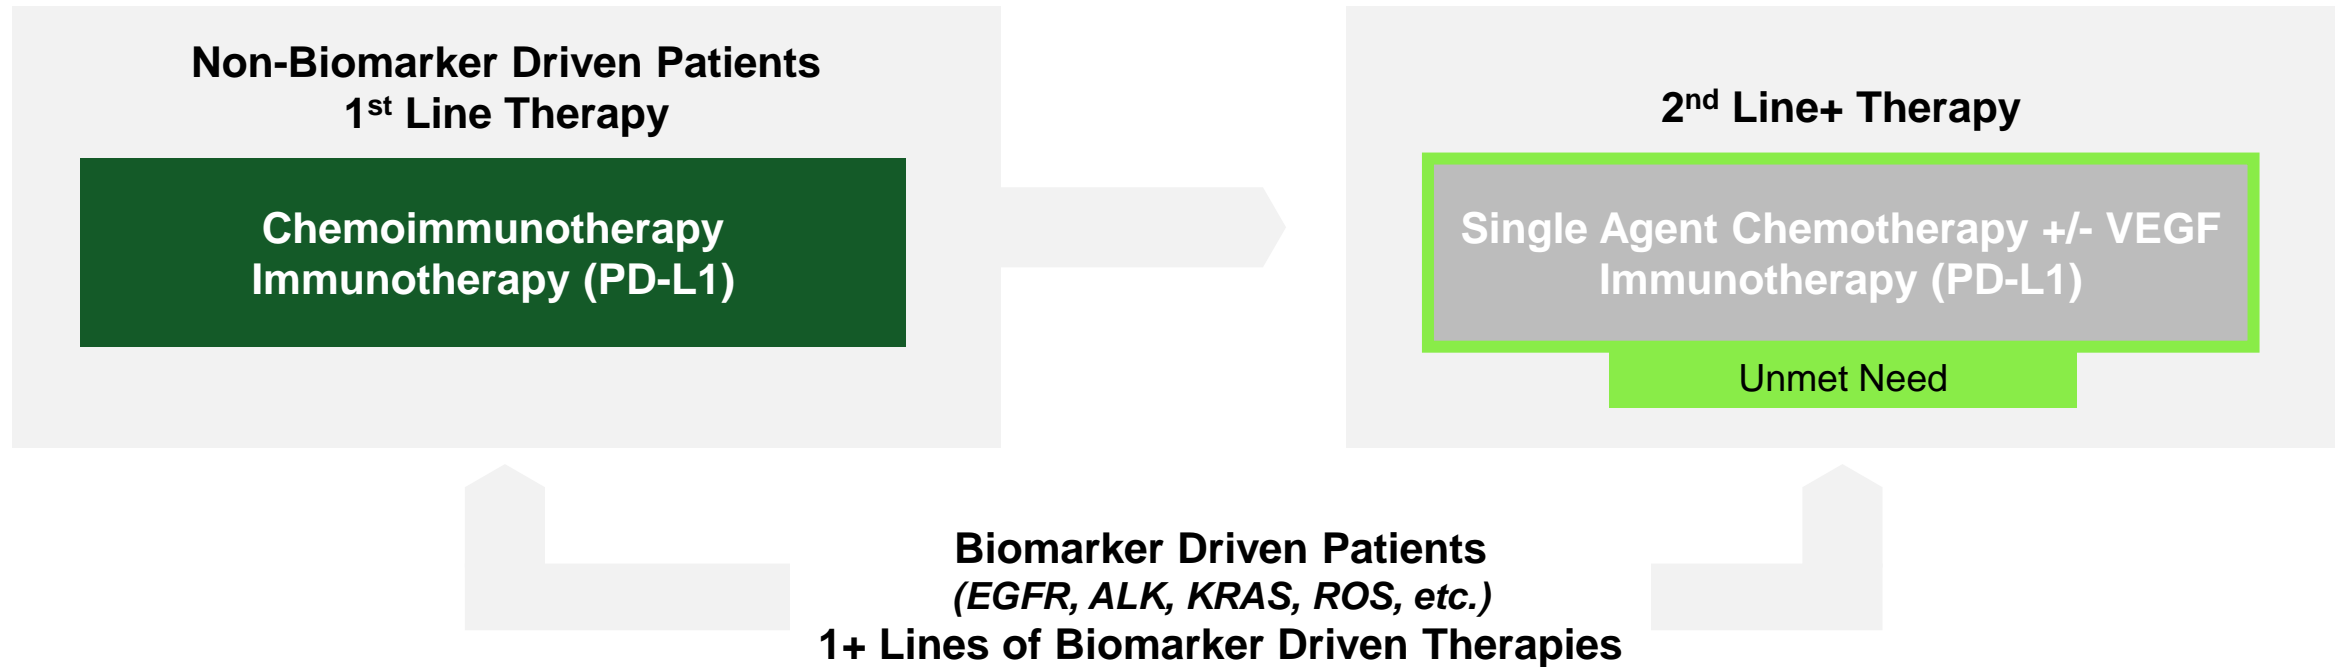 Non-Biomarker Driven Patients
1st Line Therapy
Chemoimmunotherapy
Immunotherapy (PD-L1)
2nd Line+ Therapy
Single Agent Chemotherapy +/- VEGF
Immunotherapy (PD-L1)
Unmet Need
Biomarker Driven Patients
(EGFR, ALK, KRAS, ROS, etc.)
1+ Lines of Biomarker Driven Therapies